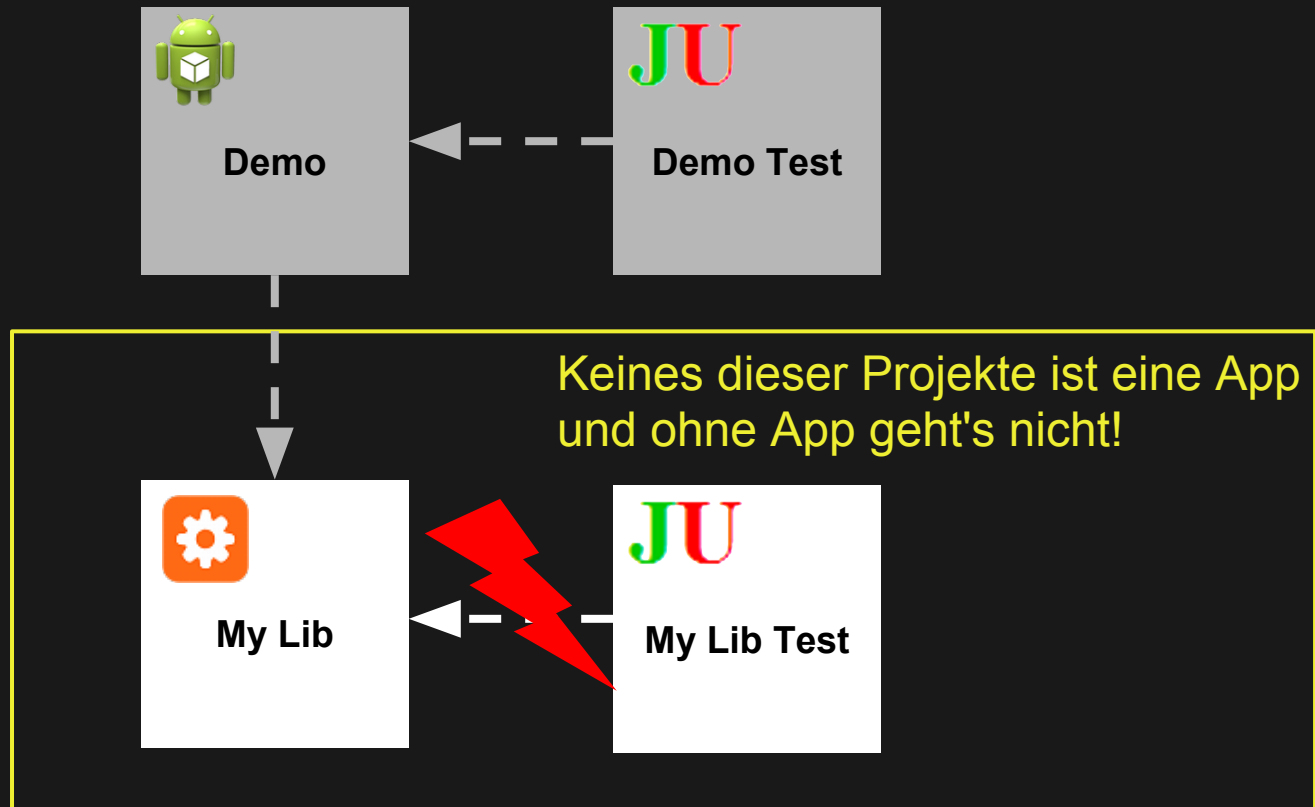 JU
JU
Demo
Demo Test
Keines dieser Projekte ist eine App
und ohne App geht's nicht!
JU
My Lib
My Lib Test